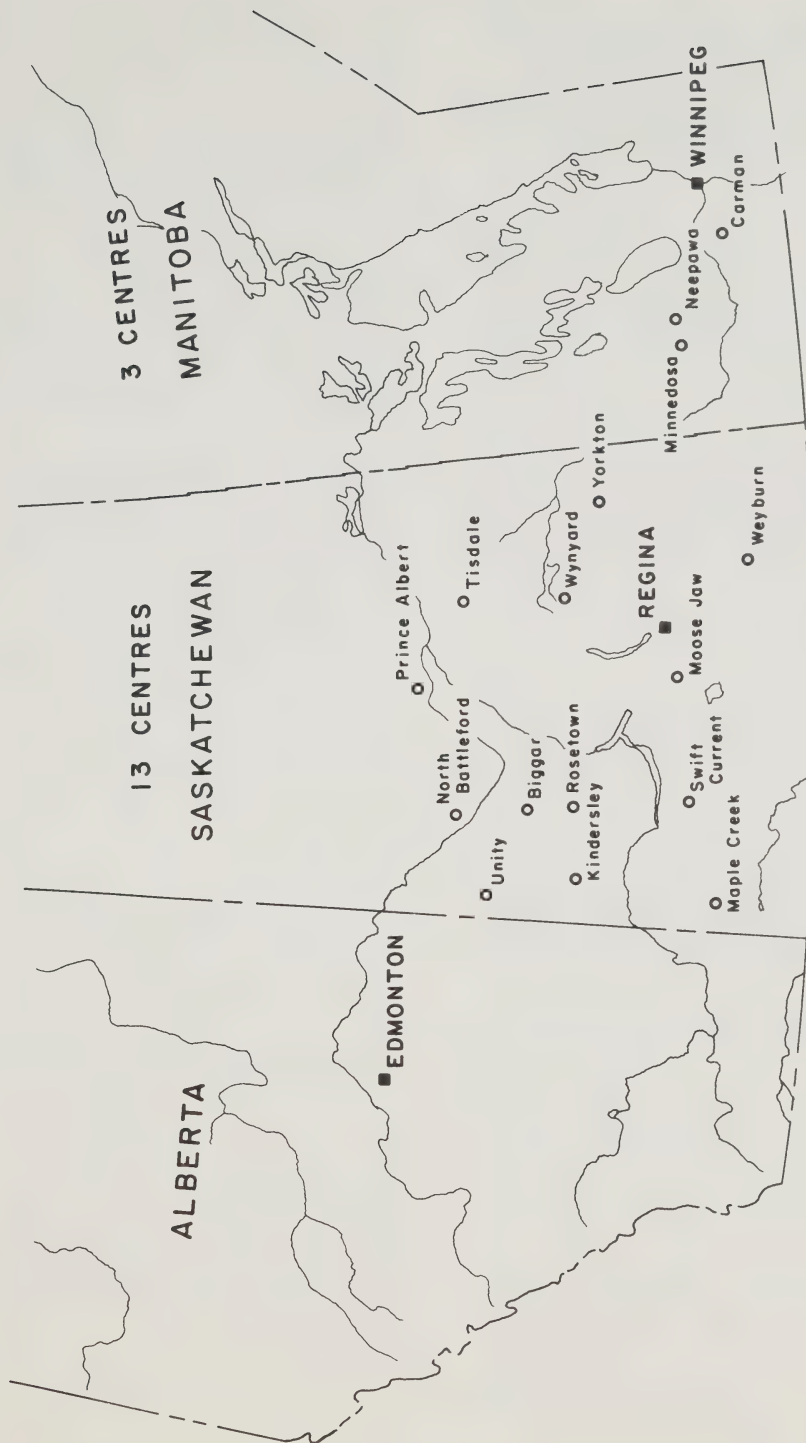 3 CENTRES
MANITOBA
13 CENTRES
SASKATCHEWAN
ALBERTA
EDMONTON
Prince Albert
Tisdale
North
Battleford
Unity
Biggar
Rosetown
Kindersley
Wynyard
Yorkton
REGINA
Moose Jaw
Swift
Current
Maple Creek
Weyburn
Minnedosa
Neepawa
WINNIPEG
Carman